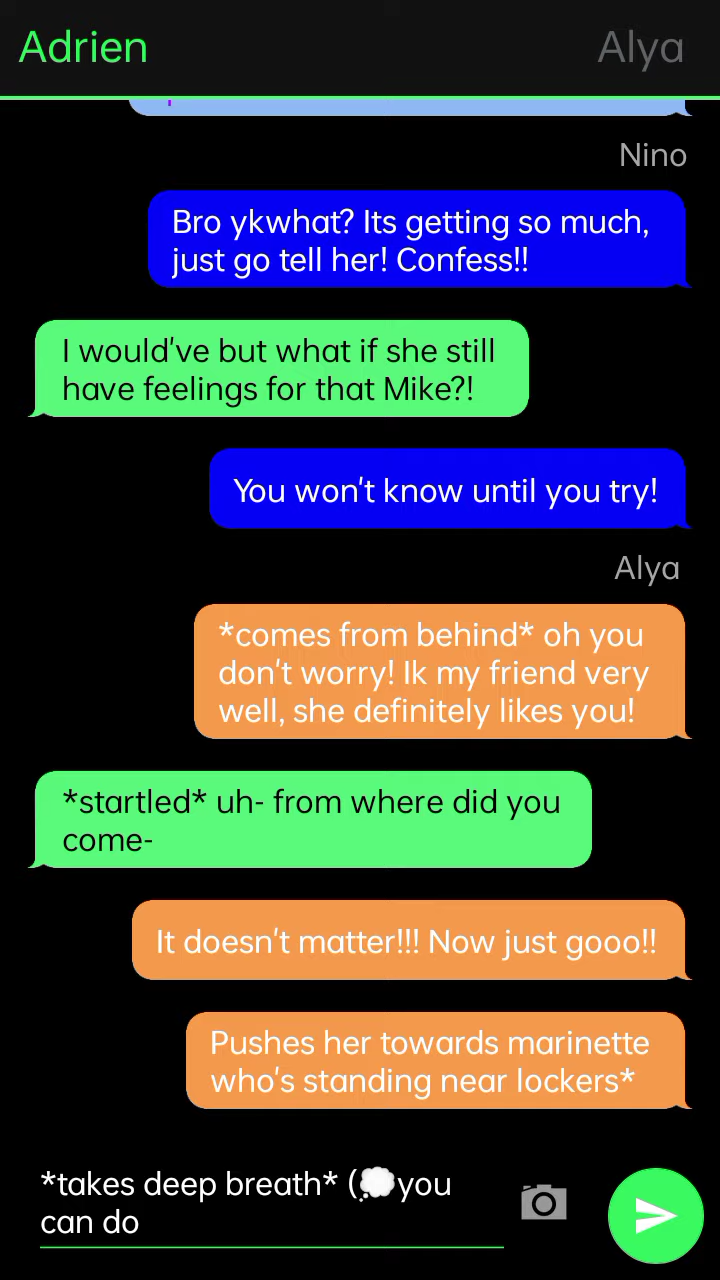 Adrien
Alya
Nino
Bro ykwhat? Its getting so much,
just go tell her! Confess!!
I would've but what if she still
have feelings for that Mike?!
You won't know until you try!
Alya
*comes from behind* oh you
don't worry! Ik my friend very
well, she definitely likes you!
*startled* uh- from where did you
come-
It doesn't matter!!! Now just gooo!!
Pushes her towards marinette
who's standing near lockers*
*takes deep breath* (💭you
can do